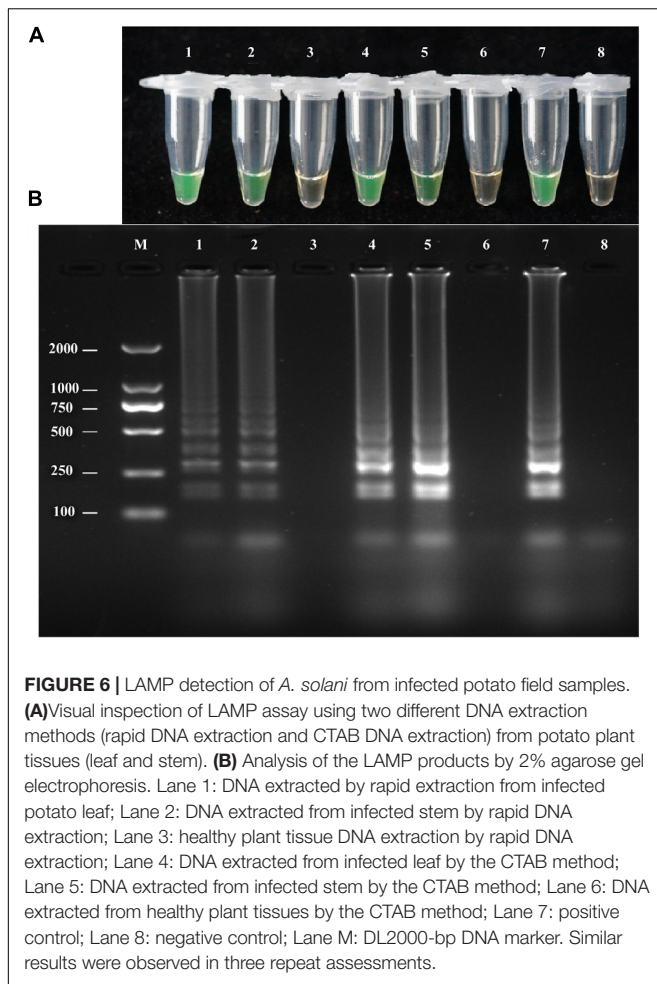 A
1 2 3 4 5 6 7 8
B
M 1 2 3 4 5 6 7 8
2000 —
1000 —
750 —
500 —
250 —
100 —
FIGURE 6 | LAMP detection of A. solani from infected potato field samples.
(A)Visual inspection of LAMP assay using two different DNA extraction
methods (rapid DNA extraction and CTAB DNA extraction) from potato plant
tissues (leaf and stem). (B) Analysis of the LAMP products by 2% agarose gel
electrophoresis. Lane 1: DNA extracted by rapid extraction from infected
potato leaf; Lane 2: DNA extracted from infected stem by rapid DNA
extraction; Lane 3: healthy plant tissue DNA extraction by rapid DNA
extraction; Lane 4: DNA extracted from infected leaf by the CTAB method;
Lane 5: DNA extracted from infected stem by the CTAB method; Lane 6: DNA
extracted from healthy plant tissues by the CTAB method; Lane 7: positive
control; Lane 8: negative control; Lane M: DL2000-bp DNA marker. Similar
results were observed in three repeat assessments.